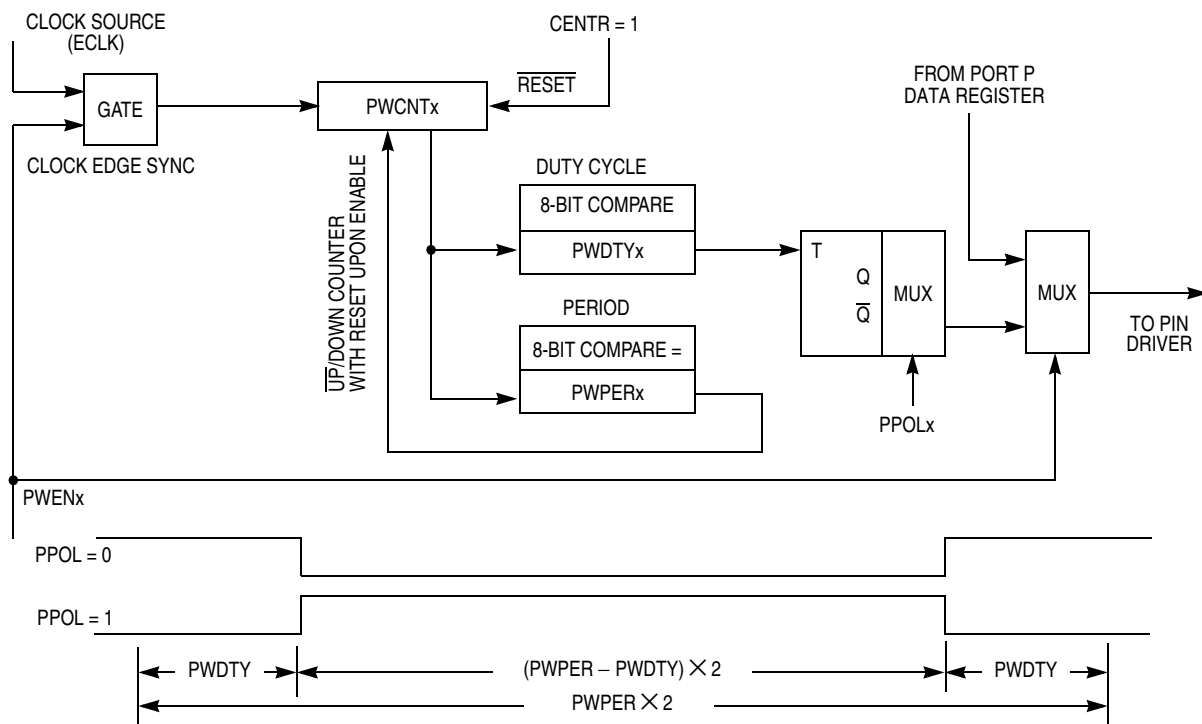 CLOCK SOURCE
(ECLK)
CENTR = 1
RESET
FROM PORT P
DATA REGISTER
GATE
PWCNTx
CLOCK EDGE SYNC
UP/DOWN COUNTER
WITH RESET UPON ENABLE
DUTY CYCLE
8-BIT COMPARE
PWDTYx
T
Q
Q
MUX
MUX
PERIOD
8-BIT COMPARE =
PWPERx
TO PIN
DRIVER
PPOLx
PWENx
PPOL = 0
PPOL = 1
PWDTY
(PWPER – PWDTY) × 2
PWDTY
PWPER × 2